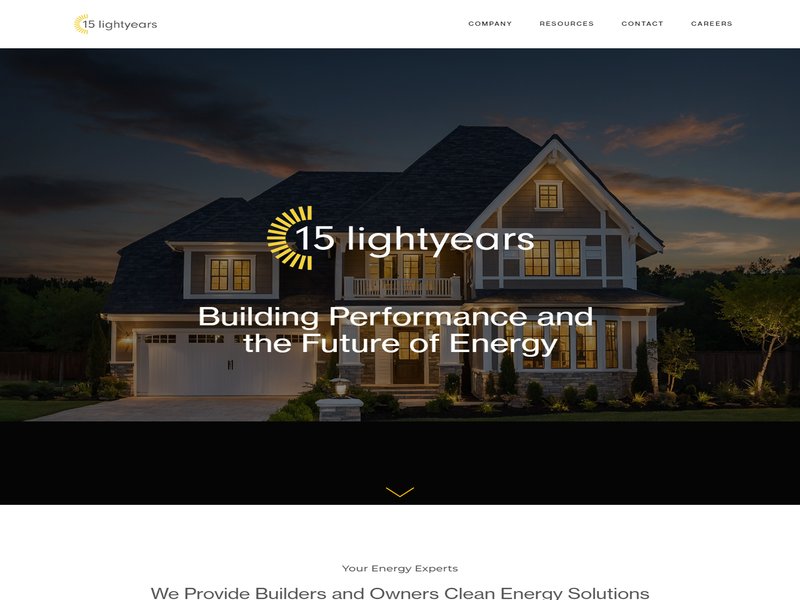 15 lightyears
COMPANY
RESOURCES
CONTACT
CAREERS
15 lightyears
Building Performance and
the Future of Energy
Your Energy Experts
We Provide Builders and Owners Clean Energy Solutions